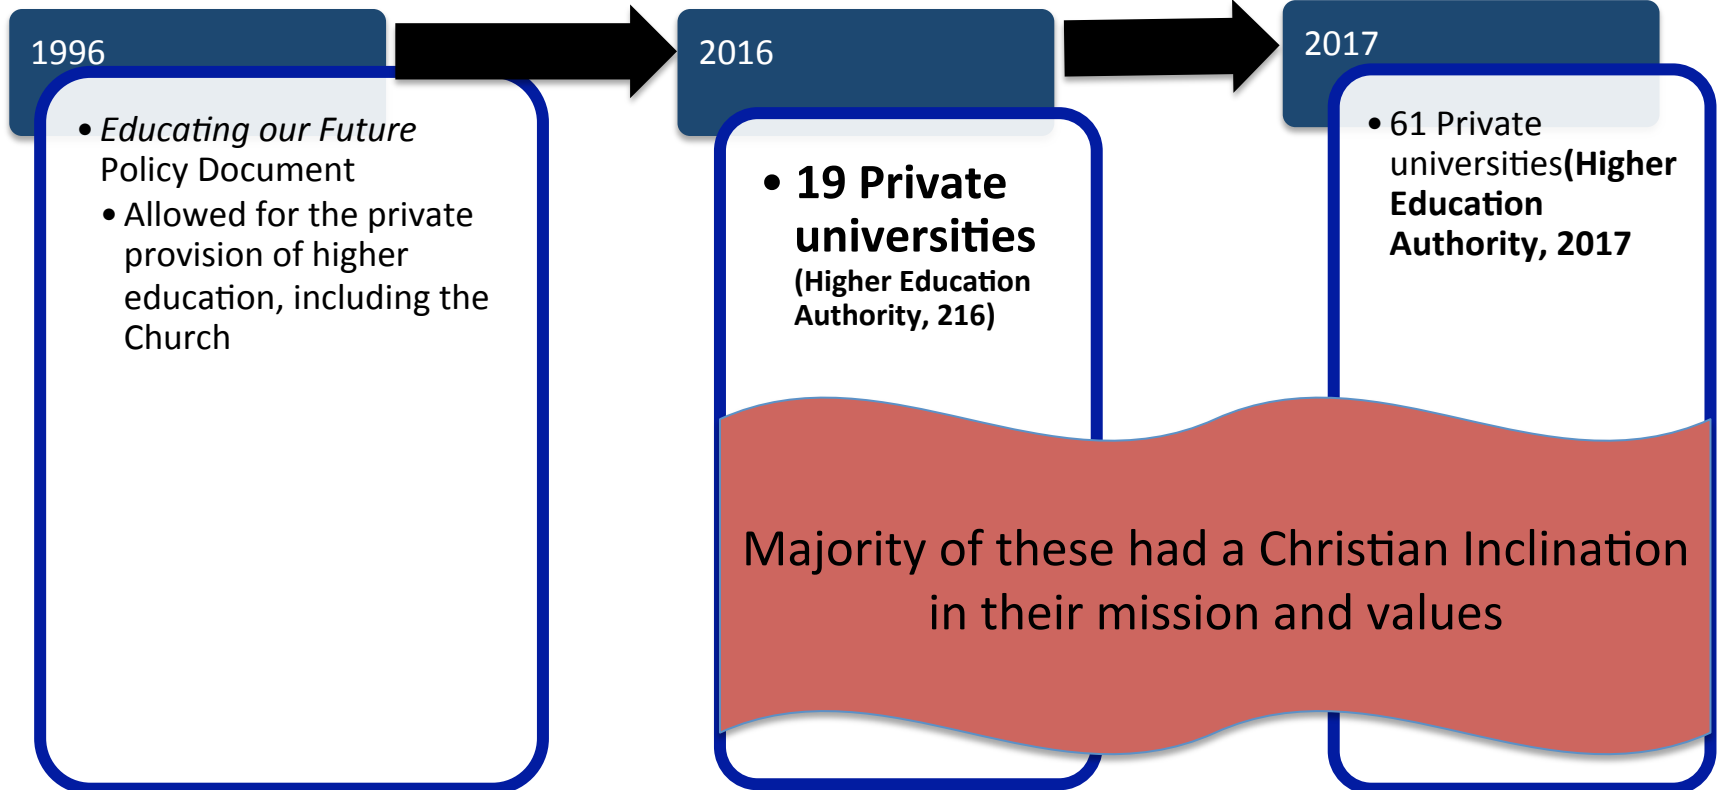 1996
• Educating our Future
Policy Document
• Allowed for the private
provision of higher
education, including the
Church
2016
• 19 Private
universities
(Higher Education
Authority, 216)
2017
• 61 Private
universities(Higher
Education
Authority, 2017
Majority of these had a Christian Inclination
in their mission and values